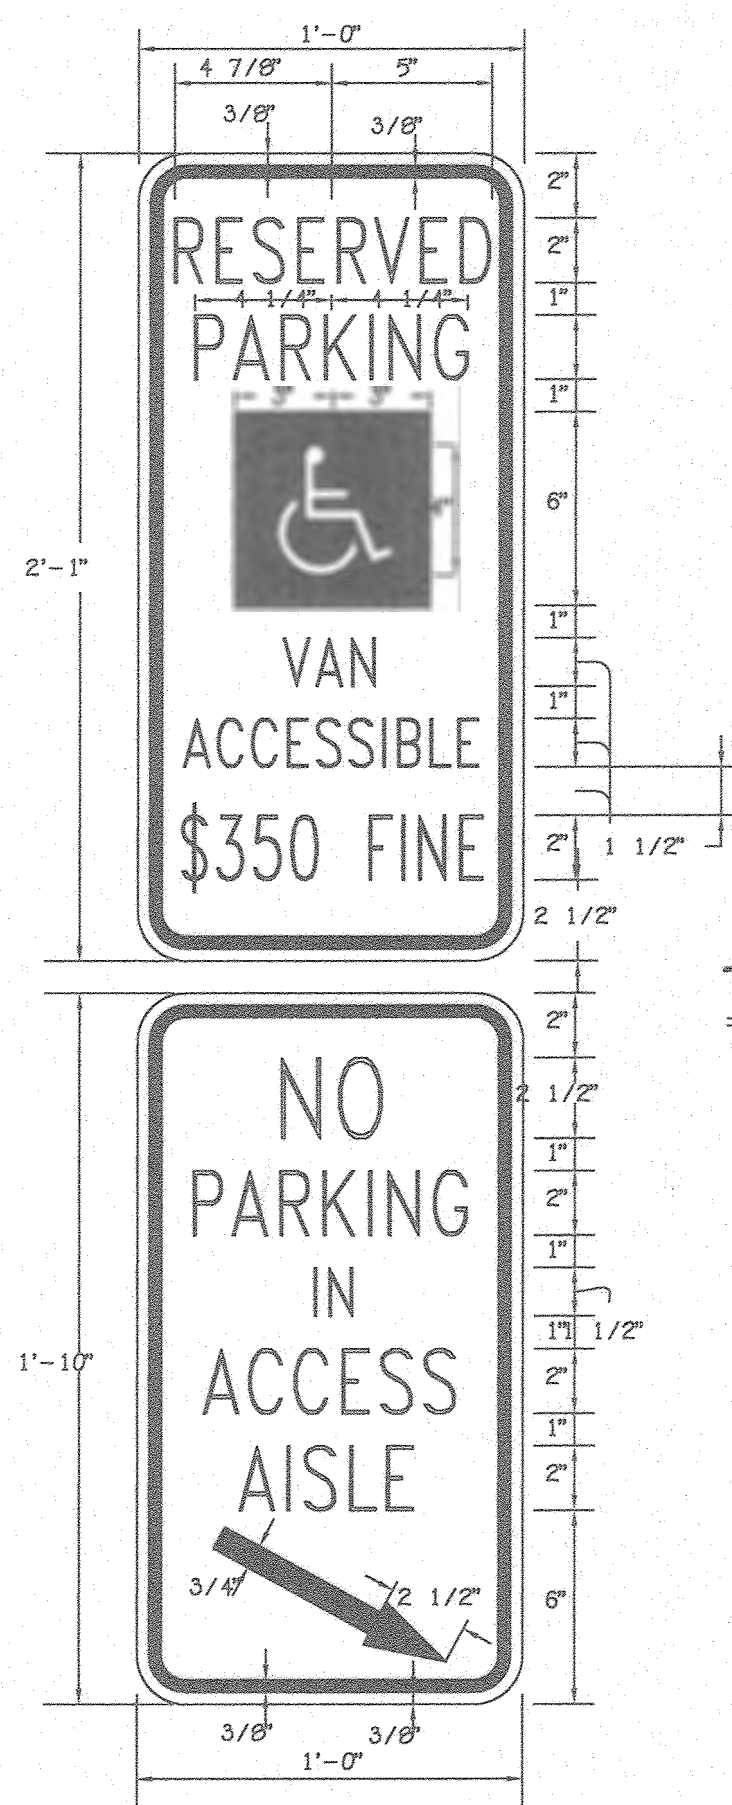 1'-0"
4 7/8" 5"
3/8" 3/8"
2"
RESERVED 2"
4 1/4" 4 1/4" 1"
PARKING
3" 3" 1"
4" 6"
2'-1"
1"
VAN
1"
ACCESSIBLE
$350 FINE 2" 1 1/2"
2 1/2"
2"
NO 2 1/2"
1"
PARKING 2"
1"
IN
1" 1 1/2"
1'-10" ACCESS 2"
1"
AISLE 2"
3/4" 2 1/2" 6"
3/8" 3/8"
1'-0"